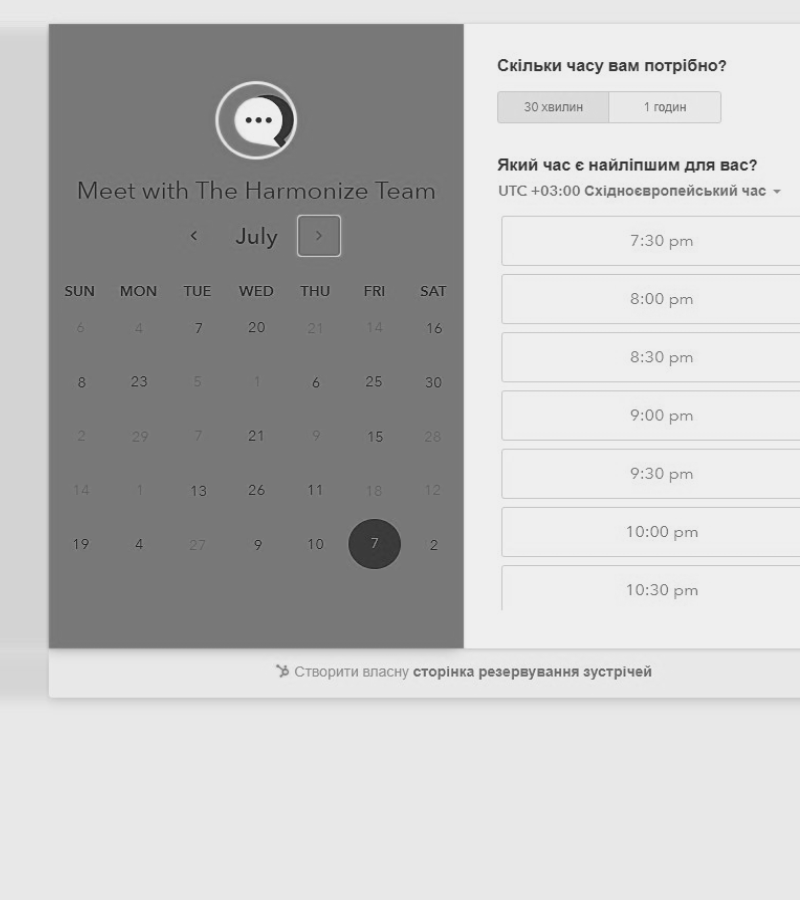 Meet with The Harmonize Team
July
SUN MON TUE WED THU FRI SAT
6 4 7 20 21 14 16
8 23 5 1 6 25 30
2 29 7 21 9 15 28
14 1 13 26 11 18 12
19 4 27 9 10 7 2
Скільки часу вам потрібно?
30 хвилин 1 годин
Який час є найліпшим для вас?
UTC +03:00 Східноєвропейський час
7:30 pm
8:00 pm
8:30 pm
9:00 pm
9:30 pm
10:00 pm
10:30 pm
Створити власну сторінка резервування зустрічей